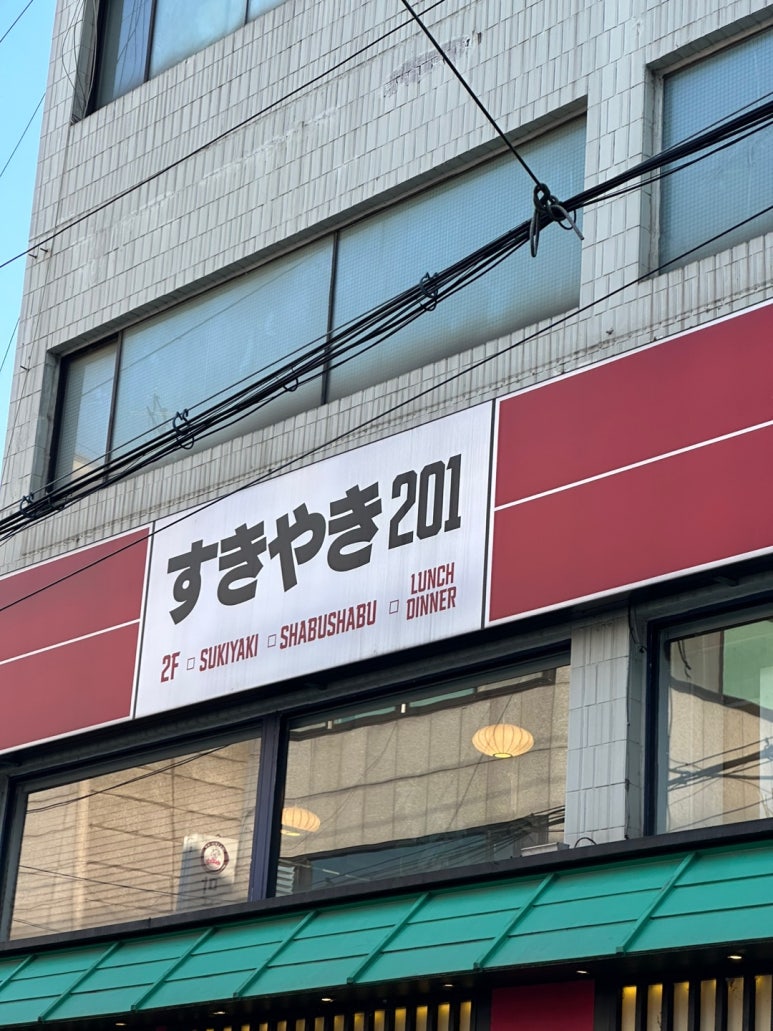 すきやき201
2F □ SUKIYAKI □ SHABUSHABU □ LUNCH
DINNER